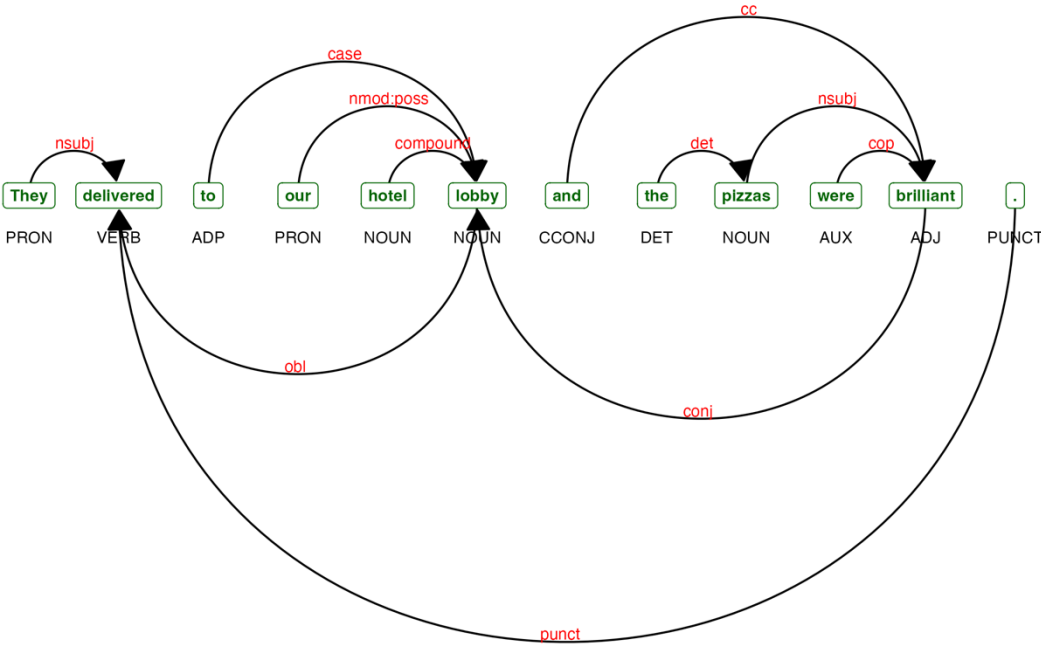 cc
case
nmod:poss nsubj
nsubj compound det cop
They delivered to our hotel lobby and the pizzas were brilliant .
PRON VERB ADP PRON NOUN NOUN CCONJ DET NOUN AUX ADJ PUNCT
obl
conj
punct